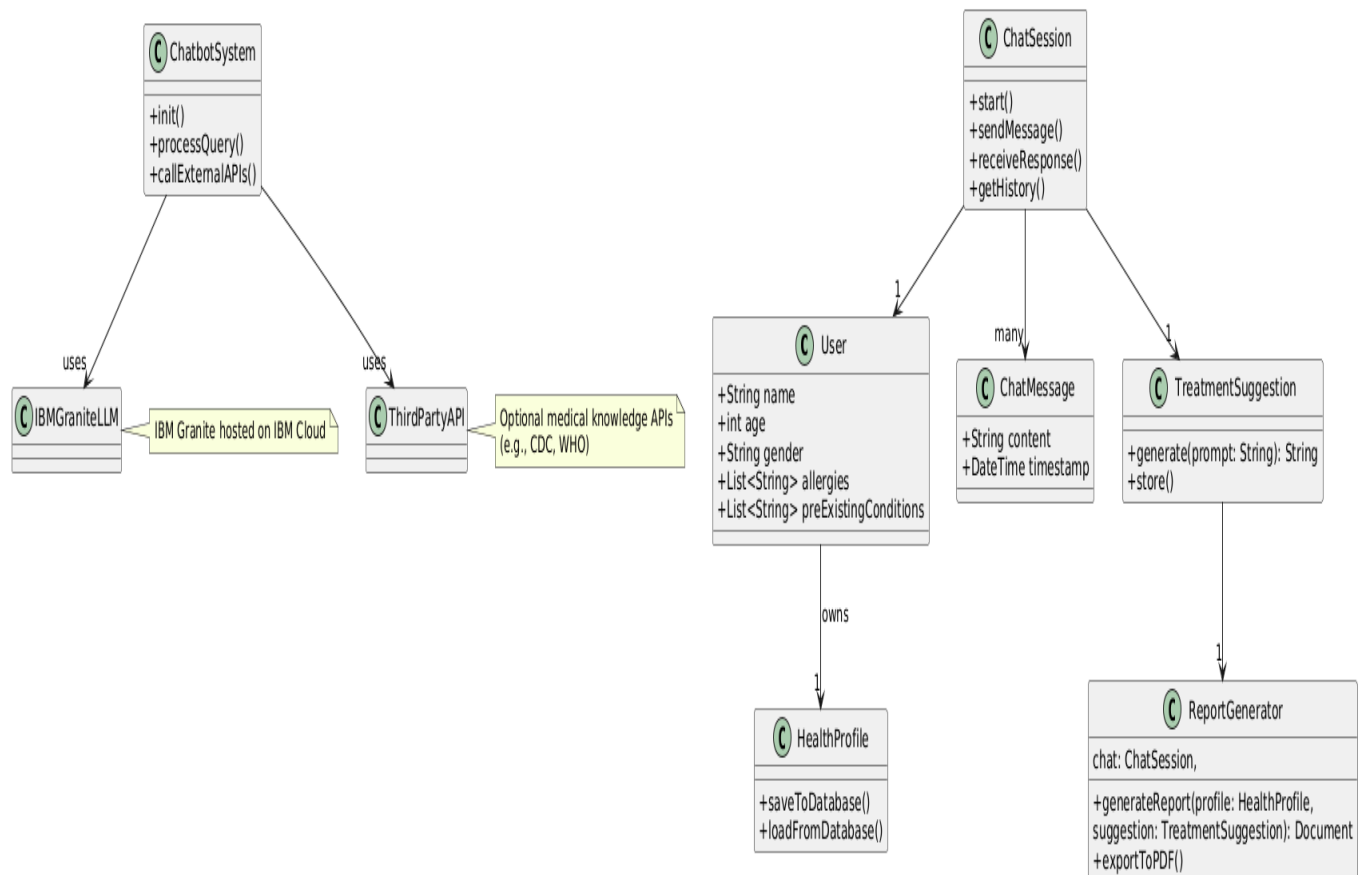 C ChatbotSystem
+init()
+processQuery()
+callExternalAPIs()
uses
uses
C IBMGraniteLLM
IBM Granite hosted on IBM Cloud
C ThirdPartyAPI
Optional medical knowledge APIs
(e.g., CDC, WHO)
C ChatSession
+start()
+sendMessage()
+receiveResponse()
+getHistory()
1
many
1
C User
+String name
+int age
+String gender
+List<String> allergies
+List<String> preExistingConditions
C ChatMessage
+String content
+DateTime timestamp
C TreatmentSuggestion
+generate(prompt: String): String
+store()
owns
1
1
C HealthProfile
+saveToDatabase()
+loadFromDatabase()
C ReportGenerator
chat: ChatSession,
+generateReport(profile: HealthProfile,
suggestion: TreatmentSuggestion): Document
+exportToPDF()